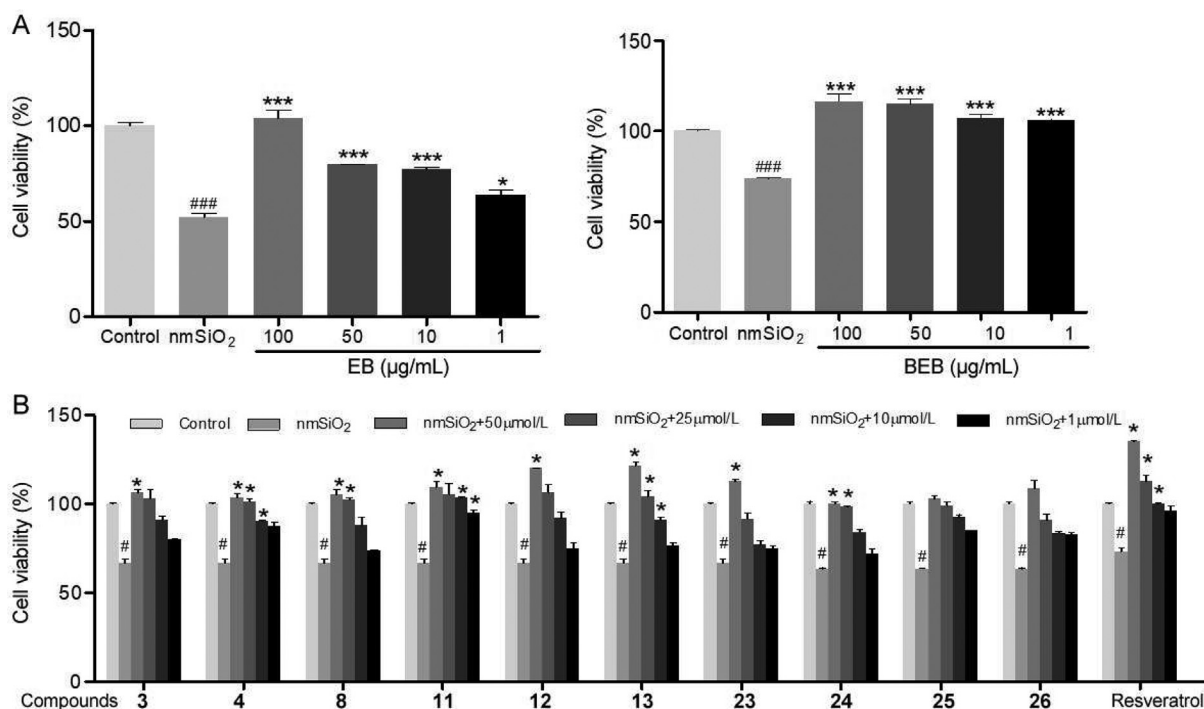 A
Cell viability (%)
150
100
50
0
***
***
***
*
###
Control nmSiO₂ 100 50 10 1
EB (µg/mL)
Cell viability (%)
150
100
50
0
***
***
***
***
###
Control nmSiO₂ 100 50 10 1
BEB (µg/mL)
B
Control nmSiO₂ nmSiO₂+50µmol/L nmSiO₂+25µmol/L nmSiO₂+10µmol/L nmSiO₂+1µmol/L
Cell viability (%)
150
100
50
0
# *
# * * *
# * *
# * * *
# *
# * * *
# *
# * *
#
#
# * * *
Compounds 3 4 8 11 12 13 23 24 25 26 Resveratrol